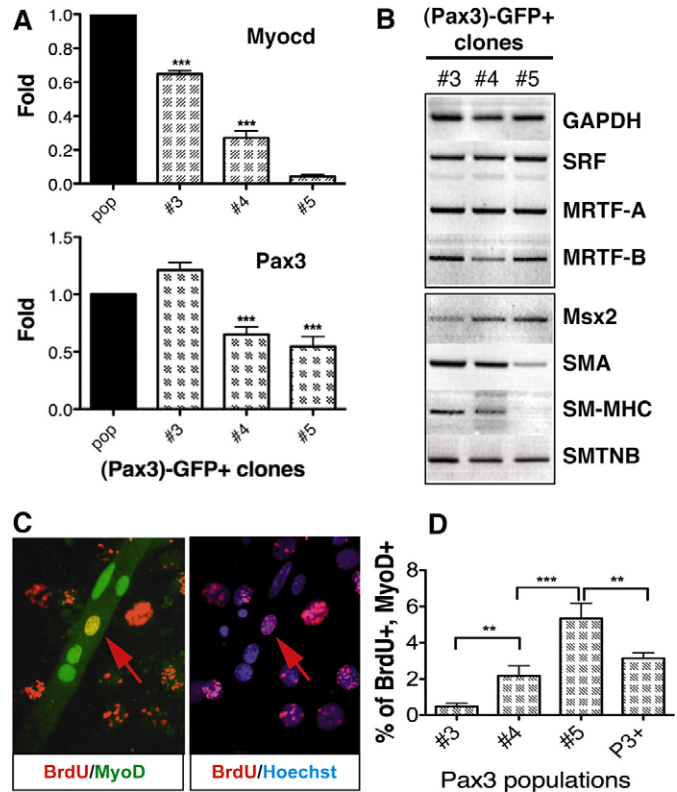 A
Myocd
Fold
1.0
0.8
0.6
0.4
0.2
0.0
***
***
pop
#3
#4
#5
Pax3
Fold
1.5
1.0
0.5
0.0
***
***
pop
#3
#4
#5
(Pax3)-GFP+ clones
B
(Pax3)-GFP+
clones
#3 #4 #5
GAPDH
SRF
MRTF-A
MRTF-B
Msx2
SMA
SM-MHC
SMTNB
C
BrdU/MyoD
BrdU/Hoechst
D
% of BrdU+, MyoD+
8
6
4
2
0
**
***
**
#3
#4
#5
P3+
Pax3 populations